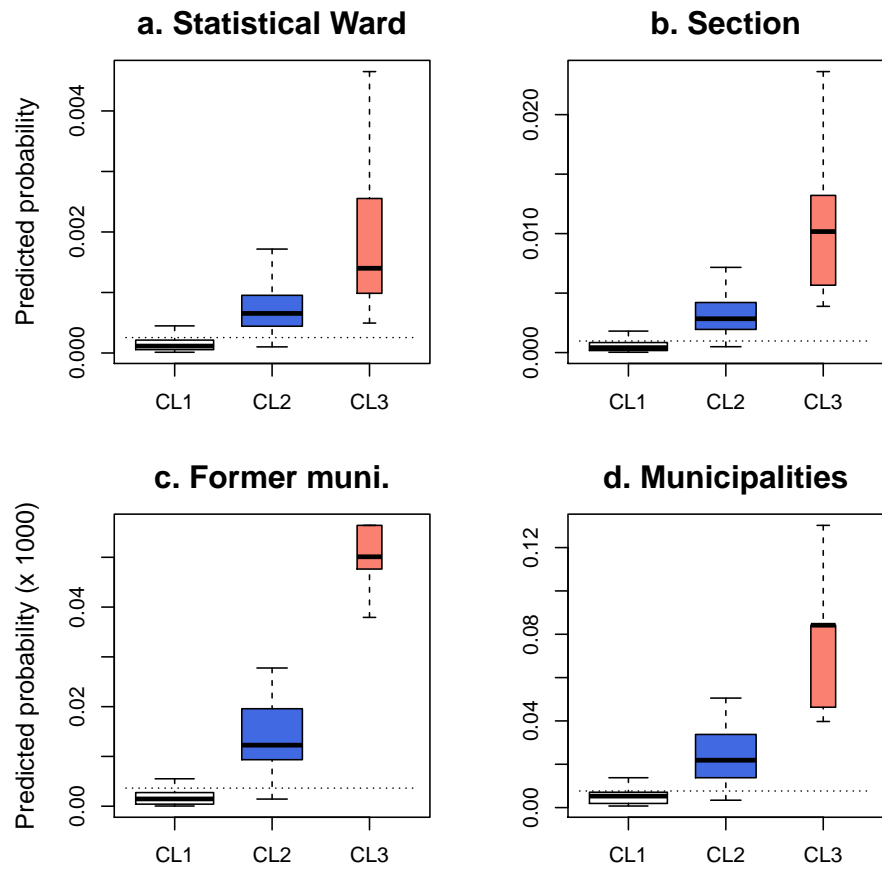 a. Statistical Ward
Predicted probability
0.004
0.002
0.000
CL1 CL2 CL3
b. Section
0.020
0.010
0.000
CL1 CL2 CL3
c. Former muni.
Predicted probability (x 1000)
0.04
0.02
0.00
CL1 CL2 CL3
d. Municipalities
0.12
0.08
0.04
0.00
CL1 CL2 CL3